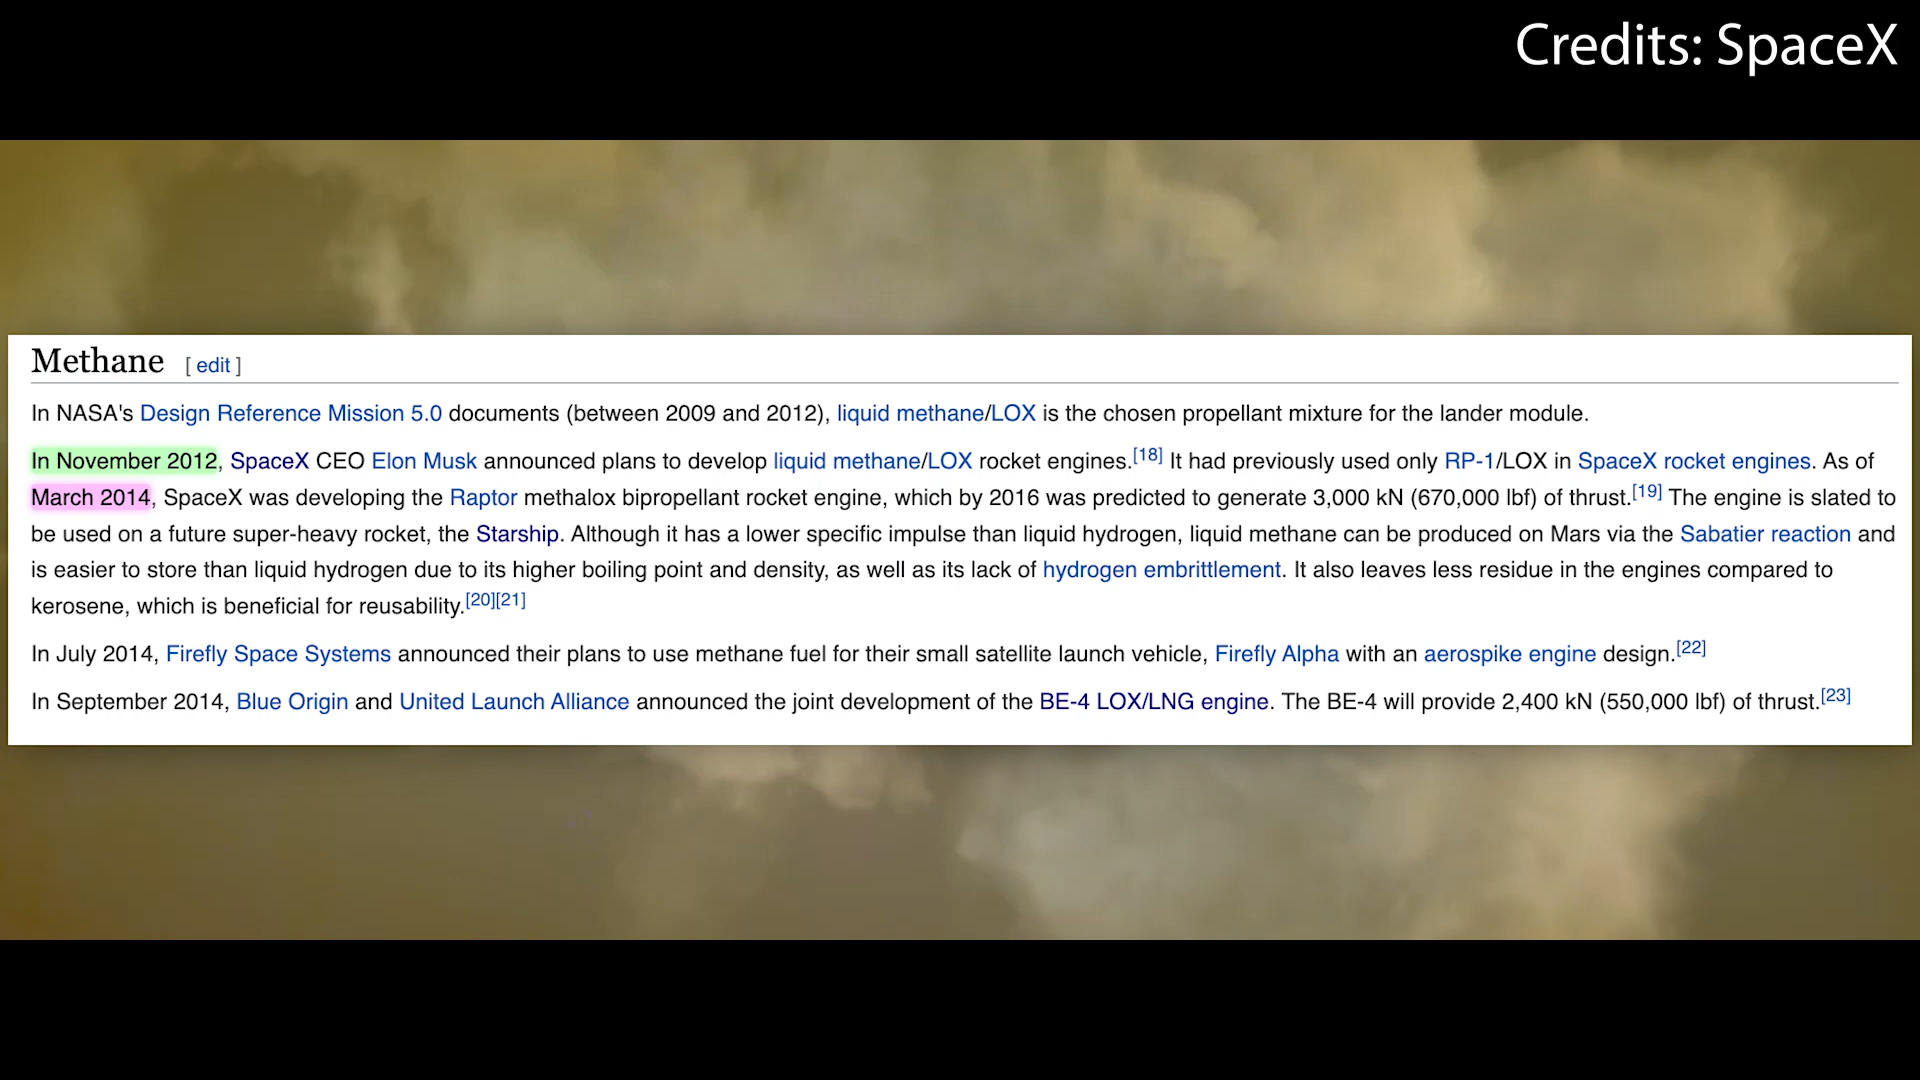 Credits: SpaceX
Methane [ edit ]
In NASA's Design Reference Mission 5.0 documents (between 2009 and 2012), liquid methane/LOX is the chosen propellant mixture for the lander module.
In November 2012, SpaceX CEO Elon Musk announced plans to develop liquid methane/LOX rocket engines.[18] It had previously used only RP-1/LOX in SpaceX rocket engines. As of
March 2014, SpaceX was developing the Raptor methalox bipropellant rocket engine, which by 2016 was predicted to generate 3,000 kN (670,000 lbf) of thrust.[19] The engine is slated to
be used on a future super-heavy rocket, the Starship. Although it has a lower specific impulse than liquid hydrogen, liquid methane can be produced on Mars via the Sabatier reaction and
is easier to store than liquid hydrogen due to its higher boiling point and density, as well as its lack of hydrogen embrittlement. It also leaves less residue in the engines compared to
kerosene, which is beneficial for reusability.[20][21]
In July 2014, Firefly Space Systems announced their plans to use methane fuel for their small satellite launch vehicle, Firefly Alpha with an aerospike engine design.[22]
In September 2014, Blue Origin and United Launch Alliance announced the joint development of the BE-4 LOX/LNG engine. The BE-4 will provide 2,400 kN (550,000 lbf) of thrust.[23]